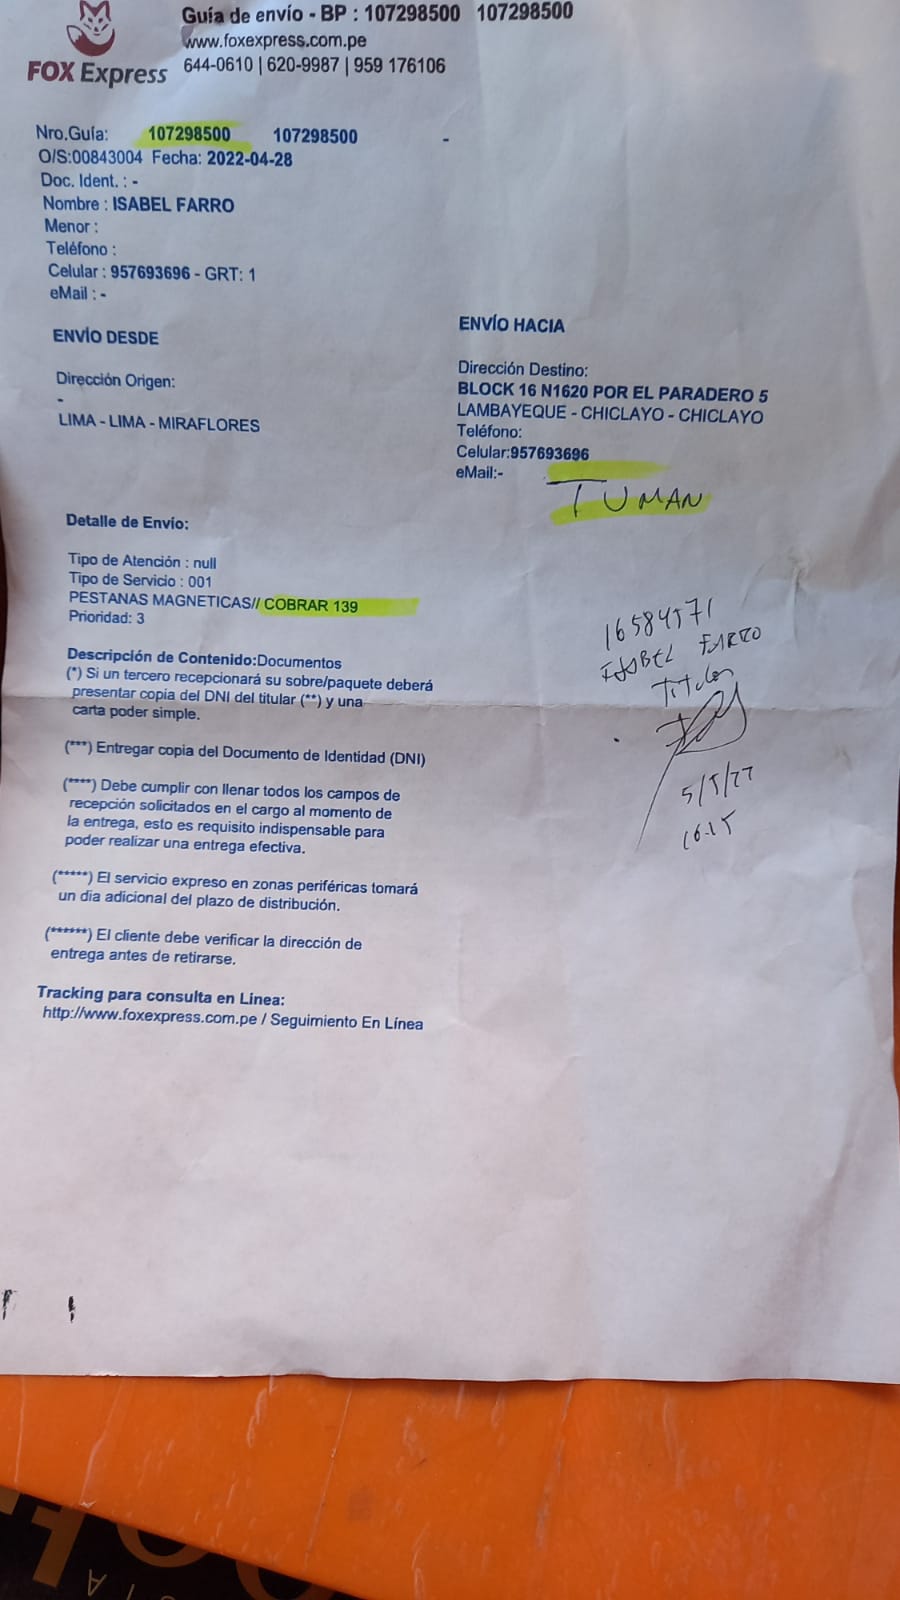 FOX Express
Guía de envío - BP : 107298500 107298500
www.foxexpress.com.pe
644-0610 | 620-9987 | 959 176106
Nro.Guía: 107298500 107298500 -
O/S:00843004 Fecha: 2022-04-28
Doc. Ident. : -
Nombre : ISABEL FARRO
Menor :
Teléfono :
Celular : 957693696 - GRT: 1
eMail : -
ENVÍO DESDE
Dirección Origen:
-
LIMA - LIMA - MIRAFLORES
ENVÍO HACIA
Dirección Destino:
BLOCK 16 N1620 POR EL PARADERO 5
LAMBAYEQUE - CHICLAYO - CHICLAYO
Teléfono:
Celular:957693696
eMail:-
TUMAN
Detalle de Envío:
Tipo de Atención : null
Tipo de Servicio : 001
PESTANAS MAGNETICAS// COBRAR 139
Prioridad: 3
Descripción de Contenido:Documentos
(*) Si un tercero recepcionará su sobre/paquete deberá
presentar copia del DNI del titular (**) y una
carta poder simple.
(***) Entregar copia del Documento de Identidad (DNI)
(****) Debe cumplir con llenar todos los campos de
recepción solicitados en el cargo al momento de
la entrega, esto es requisito indispensable para
poder realizar una entrega efectiva.
(*****) El servicio expreso en zonas periféricas tomará
un dia adicional del plazo de distribución.
(******) El cliente debe verificar la dirección de
entrega antes de retirarse.
Tracking para consulta en Linea:
http://www.foxexpress.com.pe / Seguimiento En Línea
16584571
ISABEL FARRO
Titular
5/5/22
16:15